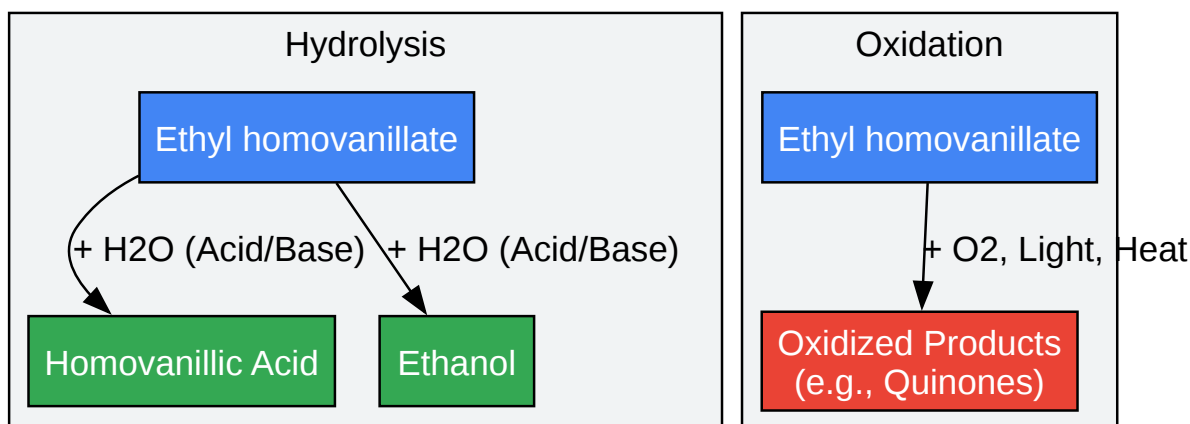 Hydrolysis
Ethyl homovanillate
+ H2O (Acid/Base)
+ H2O (Acid/Base)
Homovanillic Acid
Ethanol
Oxidation
Ethyl homovanillate
+ O2, Light, Heat
Oxidized Products
(e.g., Quinones)